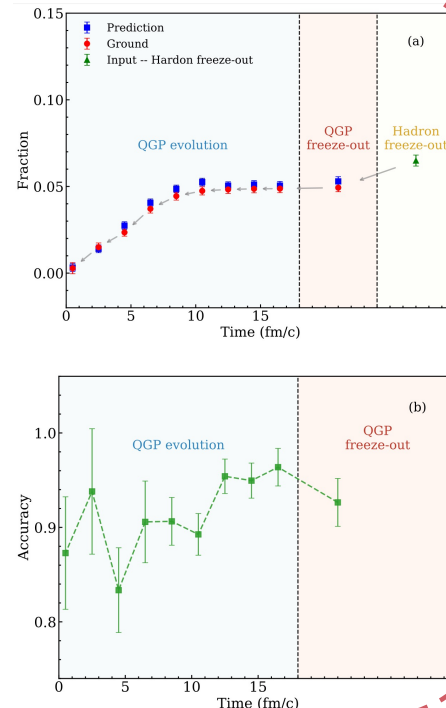 0.15
(a)
Prediction
Ground
Input -- Hardon freeze-out
0.10
Fraction
QGP evolution
QGP
freeze-out
Hadron
freeze-out
0.05
0.00
0
5
10
15
Time (fm/c)
(b)
1.0
QGP evolution
QGP
freeze-out
Accuracy
0.9
0.8
0
5
10
15
Time (fm/c)